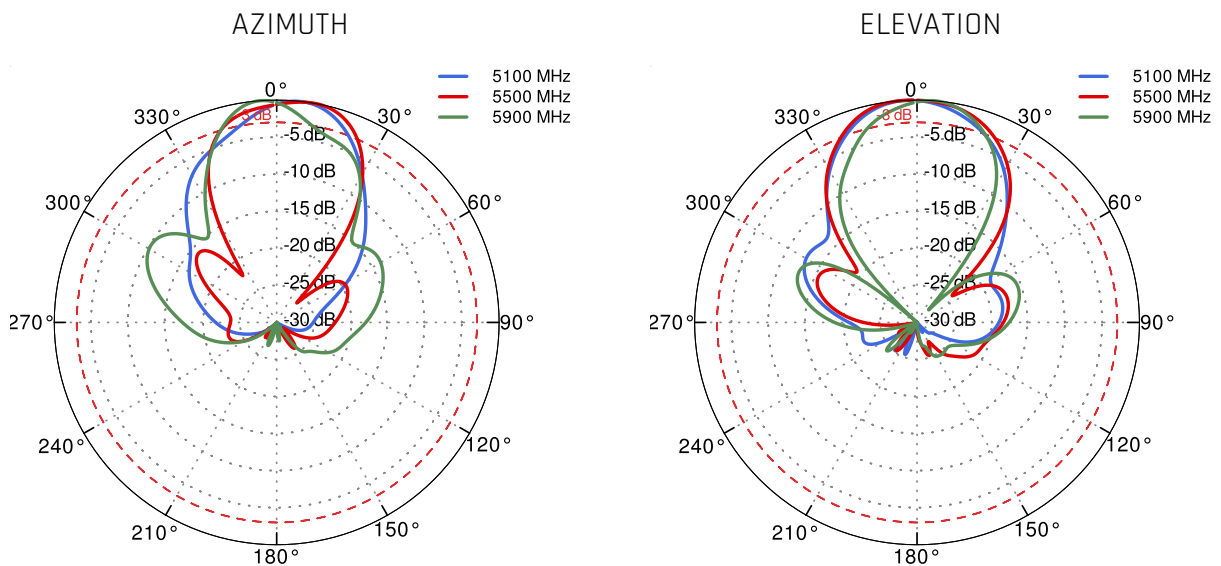 AZIMUTH
5100 MHz
5500 MHz
5900 MHz
0°
30°
60°
90°
120°
150°
180°
210°
240°
270°
300°
330°
-3 dB
-5 dB
-10 dB
-15 dB
-20 dB
-25 dB
-30 dB
ELEVATION
5100 MHz
5500 MHz
5900 MHz
0°
30°
60°
90°
120°
150°
180°
210°
240°
270°
300°
330°
-3 dB
-5 dB
-10 dB
-15 dB
-20 dB
-25 dB
-30 dB